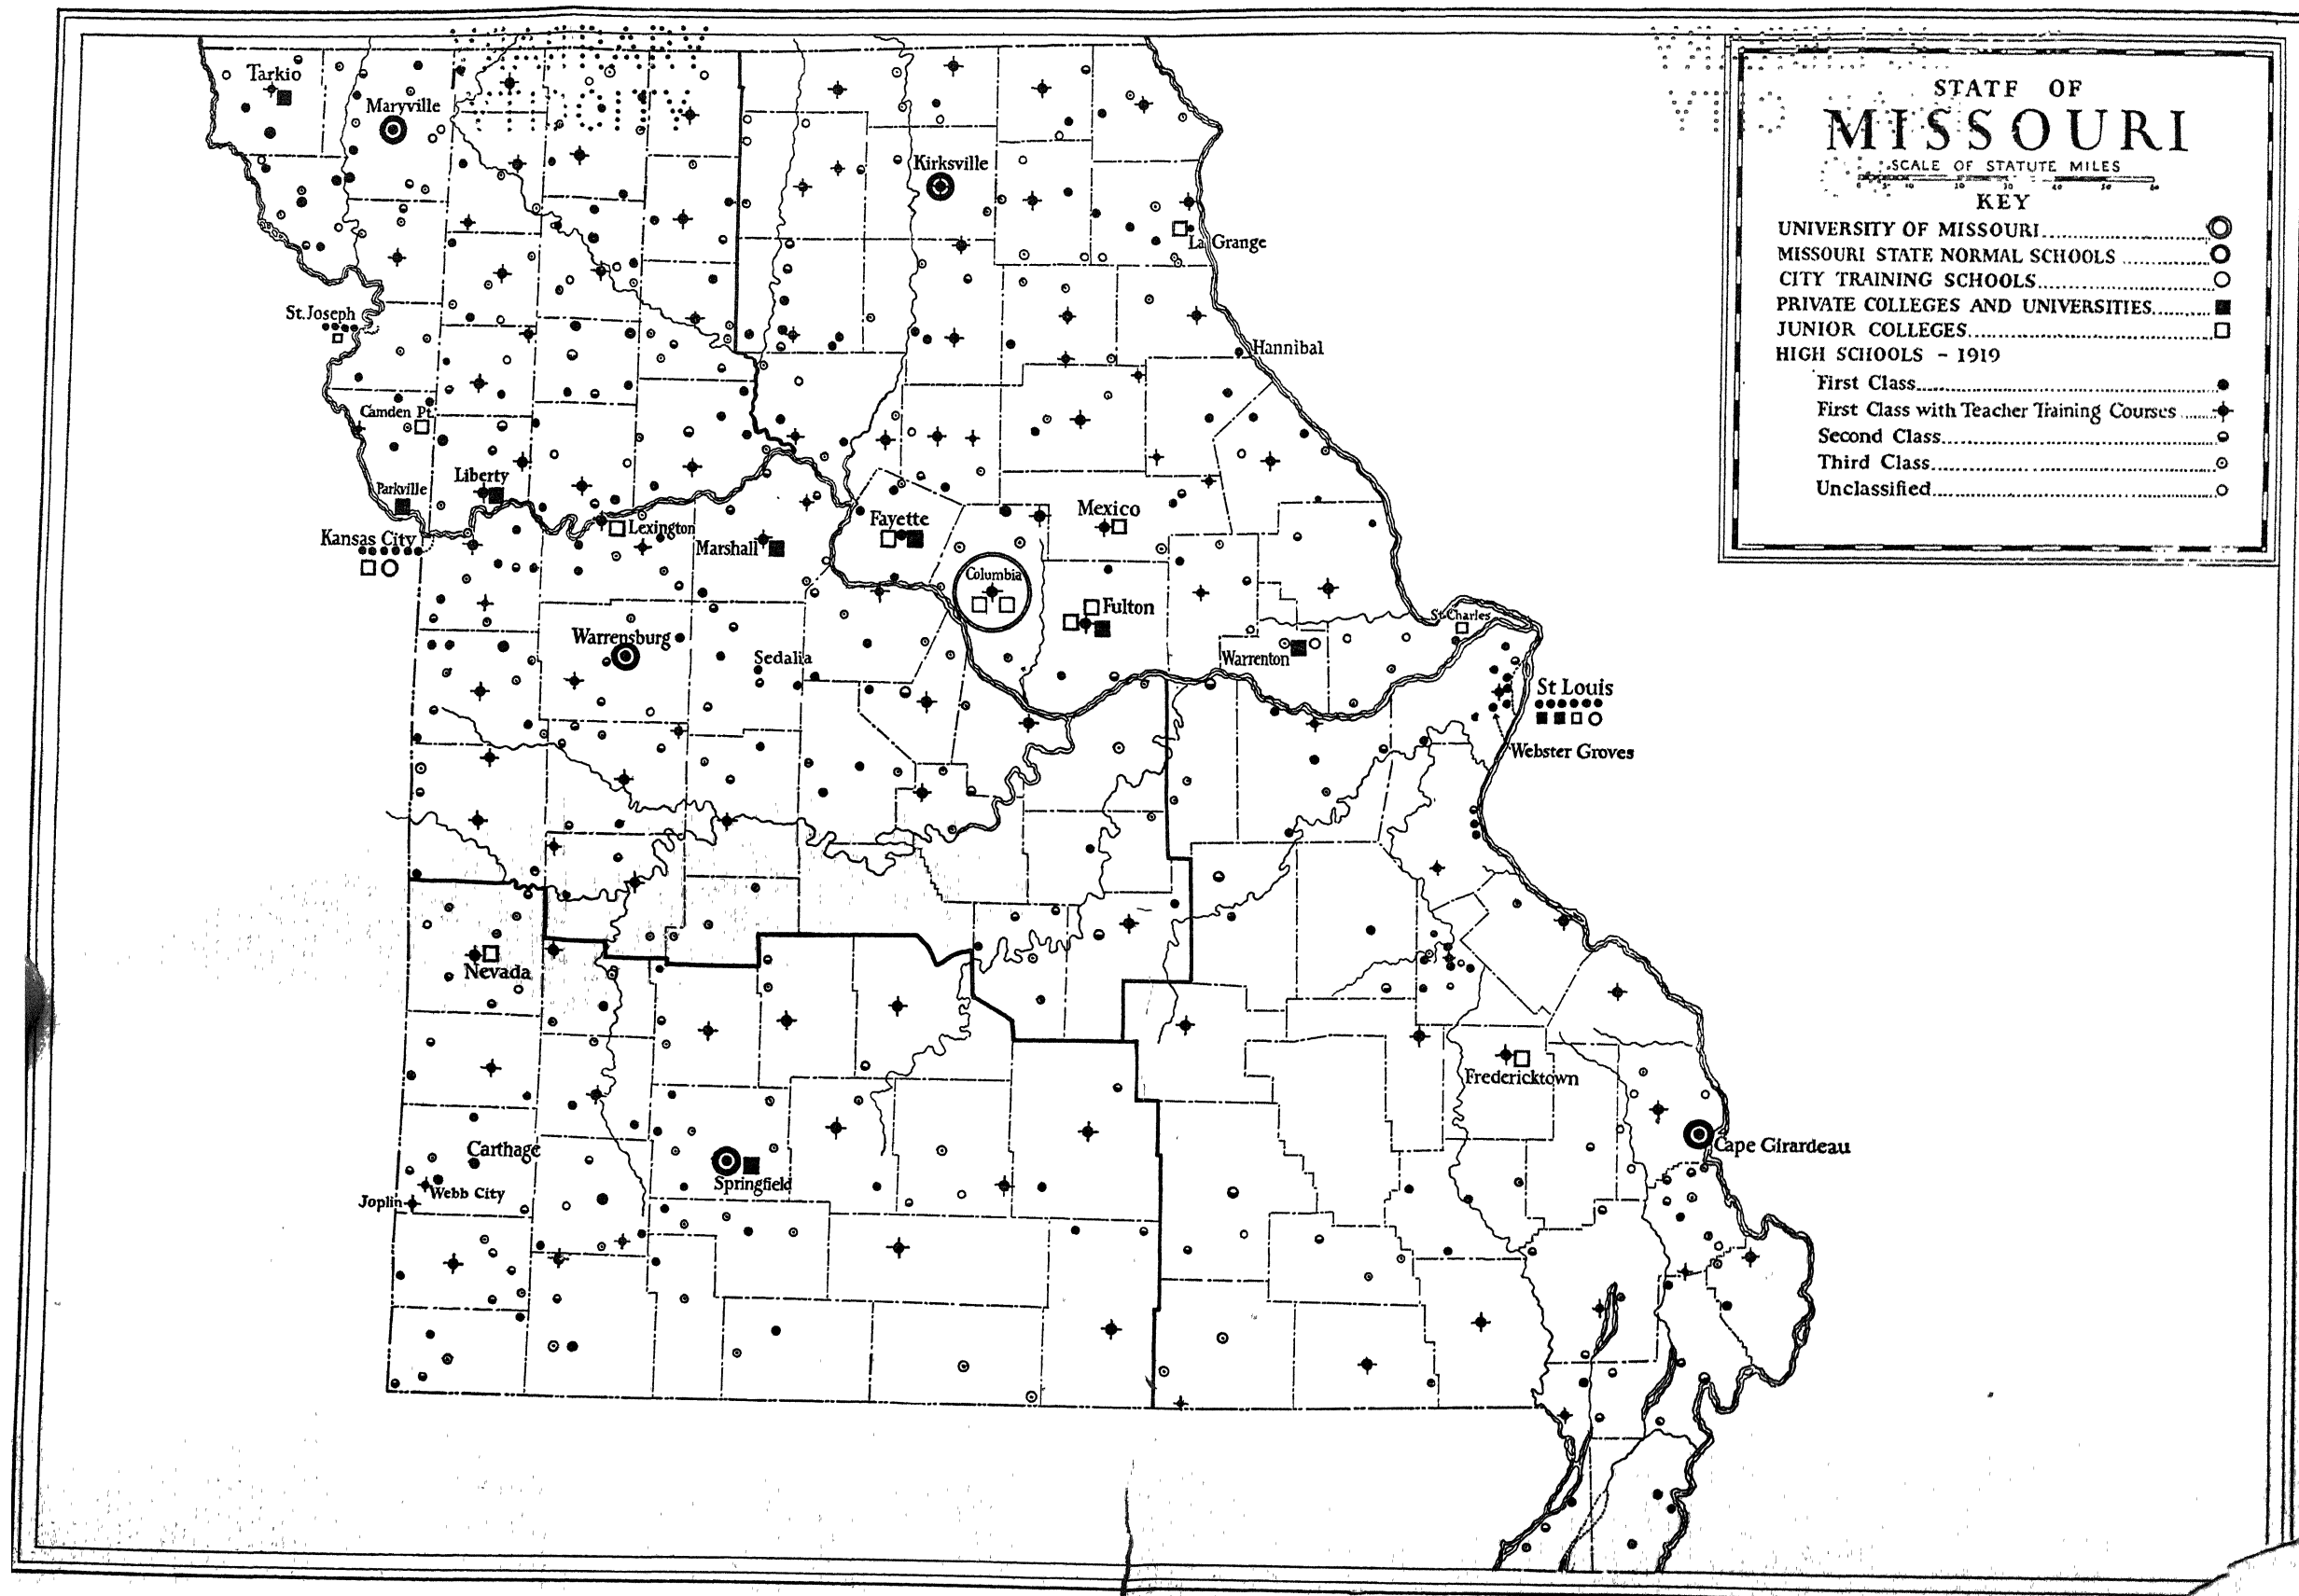 STATE OF
MISSOURI
SCALE OF STATUTE MILES
KEY
UNIVERSITY OF MISSOURI
MISSOURI STATE NORMAL SCHOOLS
CITY TRAINING SCHOOLS
PRIVATE COLLEGES AND UNIVERSITIES
JUNIOR COLLEGES
HIGH SCHOOLS - 1919
First Class
First Class with Teacher Training Courses
Second Class
Third Class
Unclassified
Tarkio
Maryville
Kirksville
La Grange
St. Joseph
Hannibal
Camden Pt.
Liberty
Parkville
Kansas City
Lexington
Marshall
Fayette
Mexico
Columbia
Fulton
St. Charles
Warrensburg
Sedalia
Warrenton
St Louis
Webster Groves
Nevada
Fredericktown
Carthage
Cape Girardeau
Webb City
Joplin
Springfield